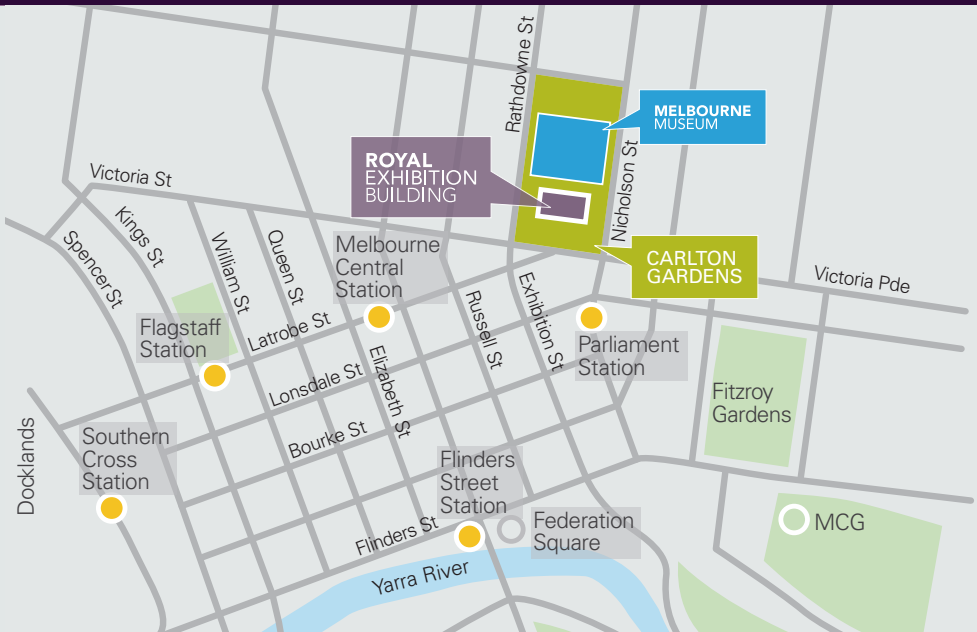 Rathdowne St
MELBOURNE
MUSEUM
ROYAL
EXHIBITION
BUILDING
Nicholson St
Victoria St
Kings St
Spencer St
William St
Queen St
Melbourne
Central
Station
CARLTON
GARDENS
Victoria Pde
Flagstaff
Station
Latrobe St
Russell St
Exhibition St
Parliament
Station
Lonsdale St
Elizabeth St
Fitzroy
Gardens
Bourke St
Docklands
Southern
Cross
Station
Flinders
Street
Station
Flinders St
Federation
Square
MCG
Yarra River